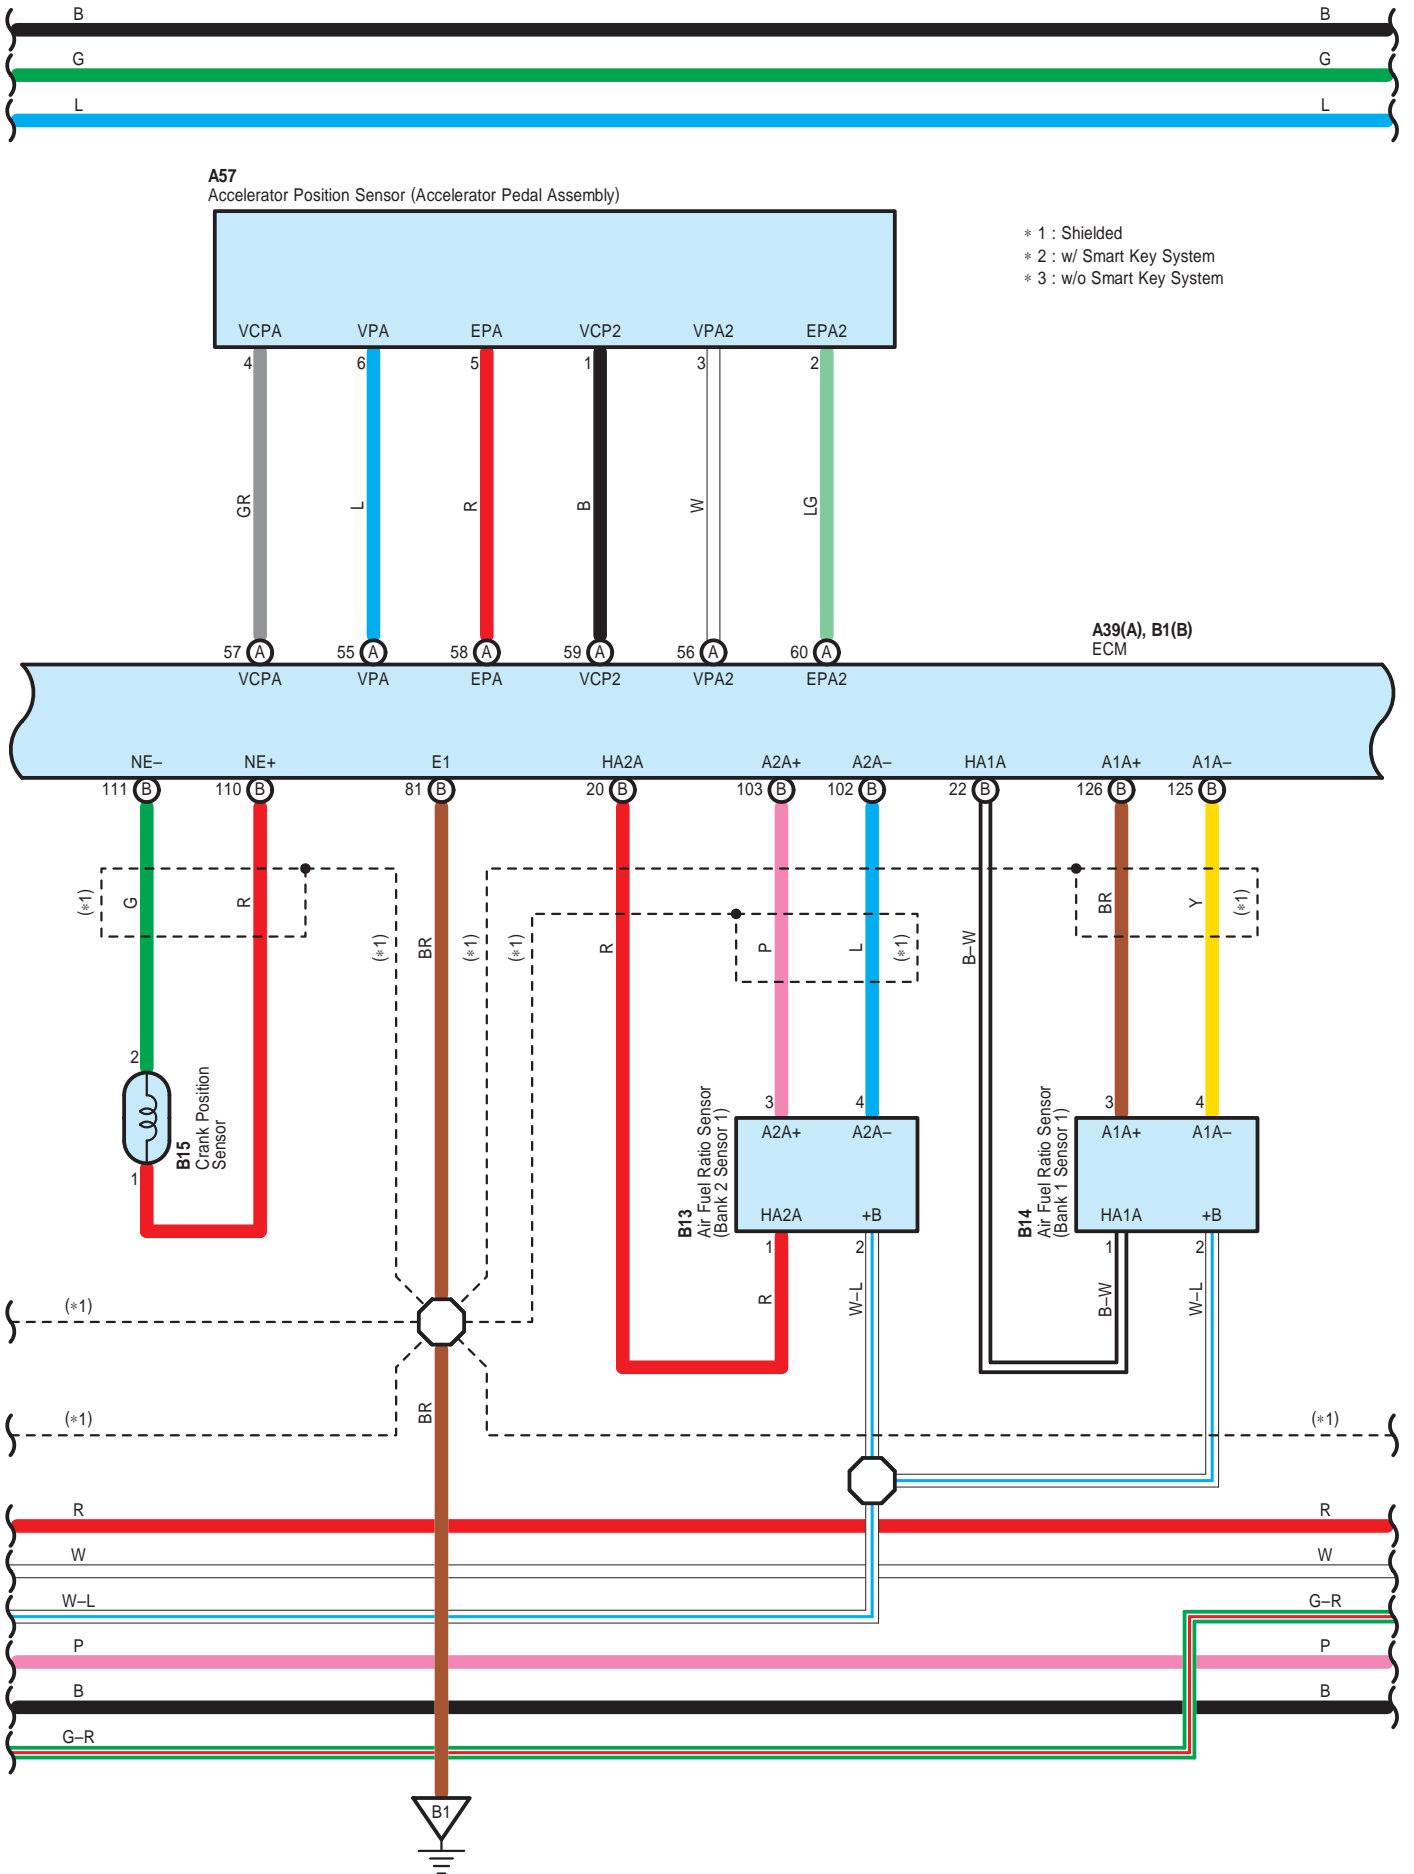 B B
G G
L L
A57
Accelerator Position Sensor (Accelerator Pedal Assembly)
* 1 : Shielded
* 2 : w/ Smart Key System
* 3 : w/o Smart Key System
VCPA VPA EPA VCP2 VPA2 EPA2
4 6 5 1 3 2
GR L R B W LG
A39(A), B1(B)
ECM
57 A 55 A 58 A 59 A 56 A 60 A
VCPA VPA EPA VCP2 VPA2 EPA2
NE– NE+ E1 HA2A A2A+ A2A– HA1A A1A+ A1A–
111 B 110 B 81 B 20 B 103 B 102 B 22 B 126 B 125 B
(*1) G R BR Y (*1)
(*1) BR (*1) (*1) R P L (*1) B–W
2
B15
Crank Position
Sensor
1
3 4
A2A+ A2A–
B13
Air Fuel Ratio Sensor
(Bank 2 Sensor 1)
HA2A +B
1 2
R W–L
3 4
A1A+ A1A–
B14
Air Fuel Ratio Sensor
(Bank 1 Sensor 1)
HA1A +B
1 2
B–W W–L
(*1)
(*1) BR (*1)
R R
W W
W–L G–R
P P
B B
G–R
B1